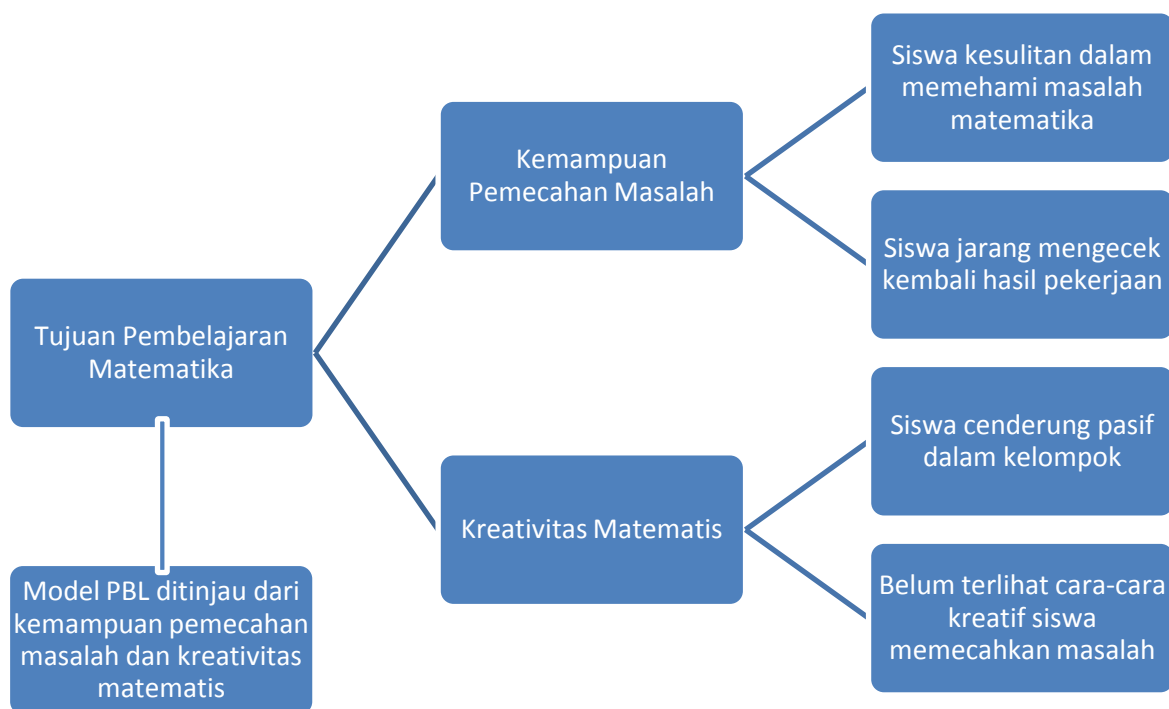 Tujuan Pembelajaran
Matematika
Model PBL ditinjau dari
kemampuan pemecahan
masalah dan kreativitas
matematis
Kemampuan
Pemecahan Masalah
Siswa kesulitan dalam
memehami masalah
matematika
Siswa jarang mengecek
kembali hasil pekerjaan
Kreativitas Matematis
Siswa cenderung pasif
dalam kelompok
Belum terlihat cara-cara
kreatif siswa
memecahkan masalah